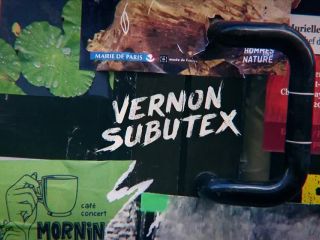 MAIRIE DE PARIS
HOMMES
NATURE
VERNON
SUBUTEX
café
concert
MORNIN